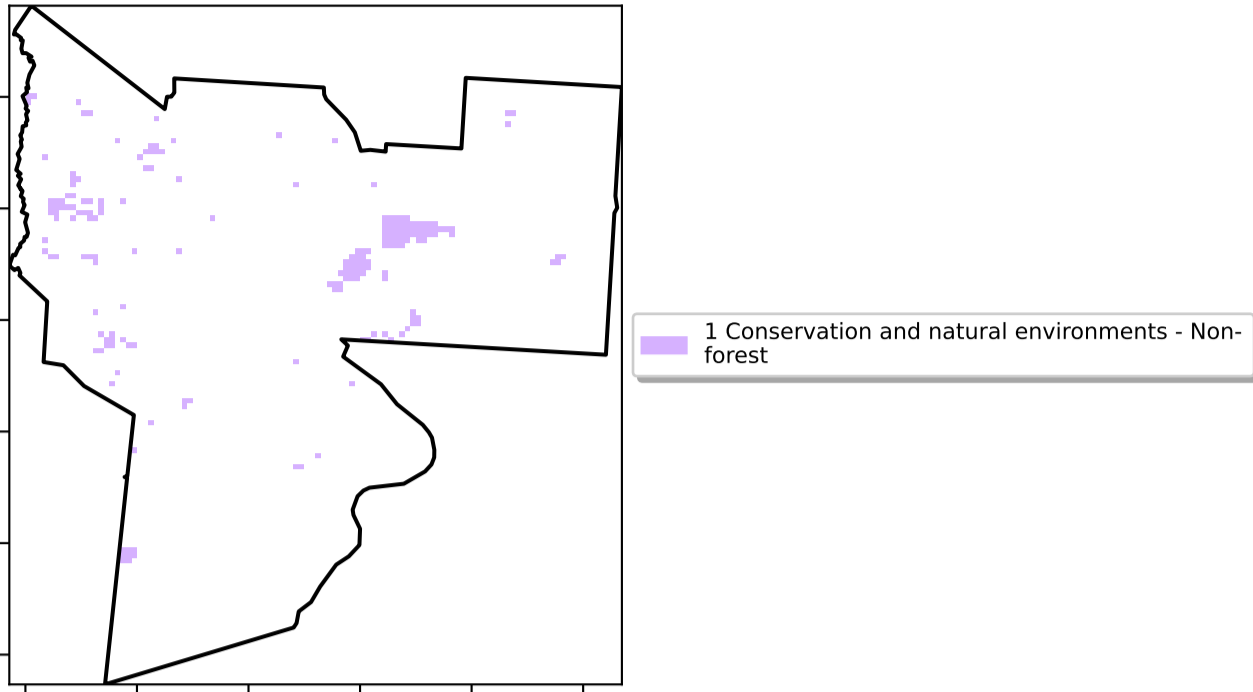 1 Conservation and natural environments - Non-
forest